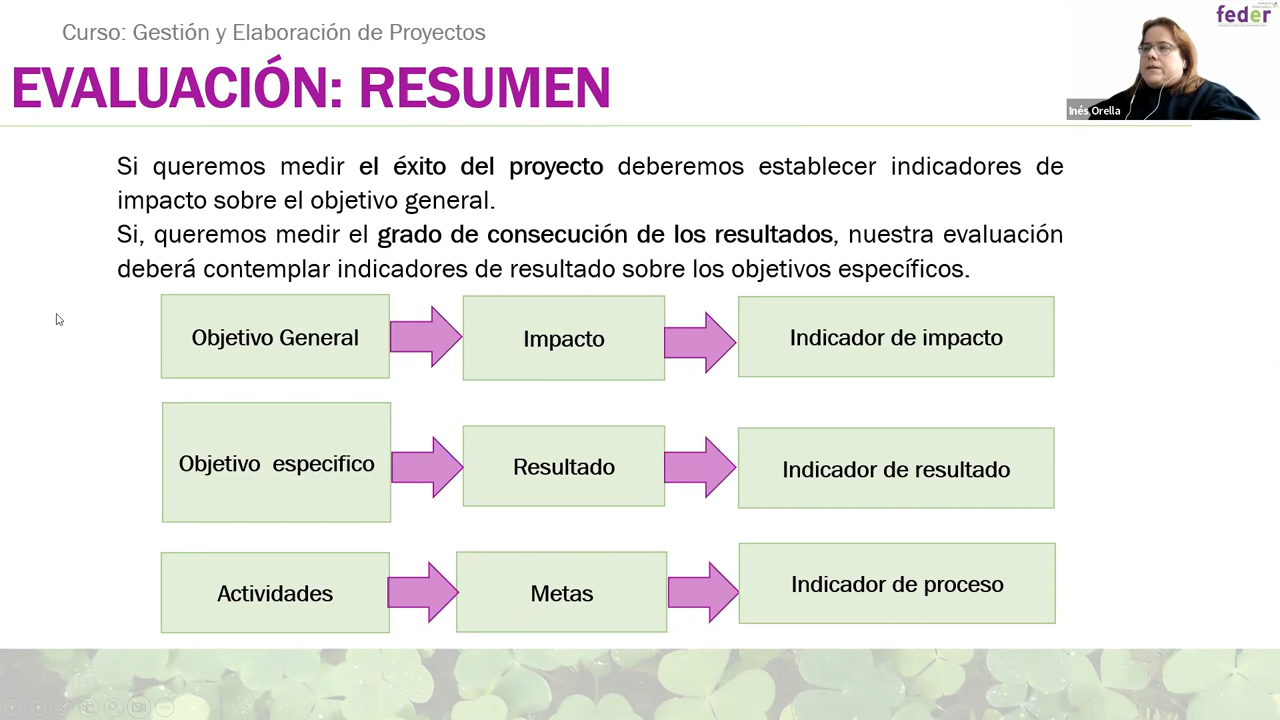 Curso: Gestión y Elaboración de Proyectos
feder
EVALUACIÓN: RESUMEN
Inés Orella
Si queremos medir el éxito del proyecto deberemos establecer indicadores de
impacto sobre el objetivo general.
Si, queremos medir el grado de consecución de los resultados, nuestra evaluación
deberá contemplar indicadores de resultado sobre los objetivos específicos.
Objetivo General
Impacto
Indicador de impacto
Objetivo especifico
Resultado
Indicador de resultado
Actividades
Metas
Indicador de proceso